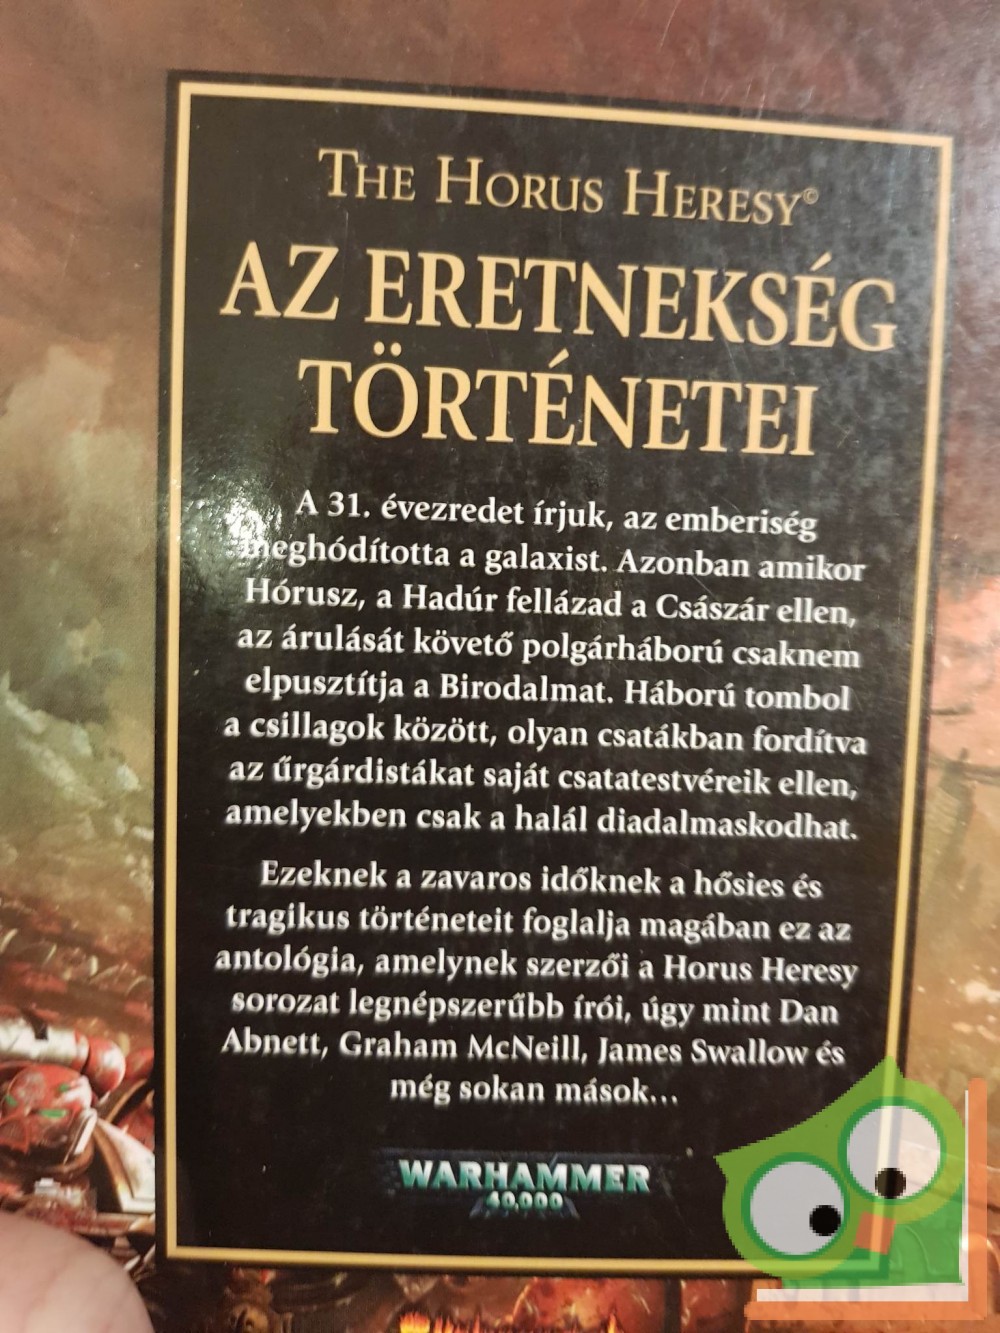 THE HORUS HERESY©
AZ ERETNEKSÉG
TÖRTÉNETEI
A 31. évezredet írjuk, az emberiség
meghódította a galaxist. Azonban amikor
Hórusz, a Hadúr fellázad a Császár ellen,
az árulását követő polgárháború csaknem
elpusztítja a Birodalmat. Háború tombol
a csillagok között, olyan csatákban fordítva
az űrgárdistákat saját csatatestvéreik ellen,
amelyekben csak a halál diadalmaskodhat.
Ezeknek a zavaros időknek a hősies és
tragikus történeteit foglalja magában ez az
antológia, amelynek szerzői a Horus Heresy
sorozat legnépszerűbb írói, úgy mint Dan
Abnett, Graham McNeill, James Swallow és
még sokan mások...
WARHAMMER
40,000